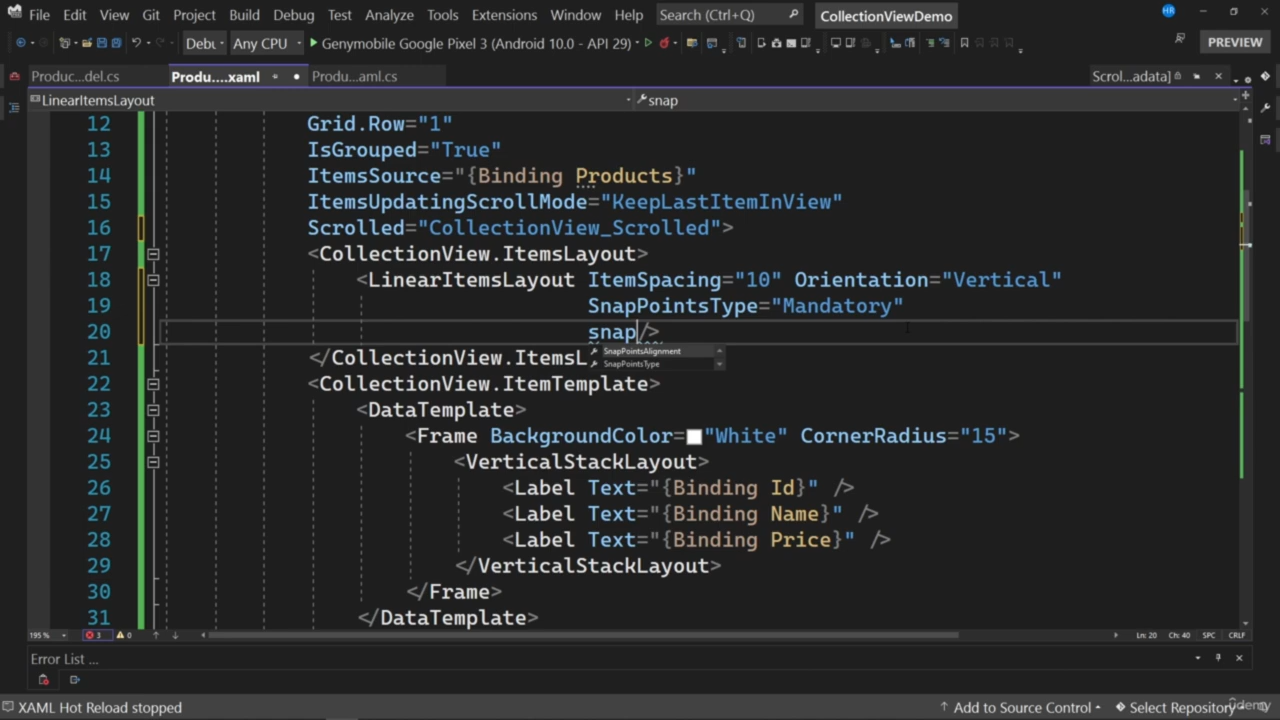 File Edit View Git Project Build Debug Test Analyze Tools Extensions Window Help Search (Ctrl+Q) CollectionViewDemo HR
Debu Any CPU Genymobile Google Pixel 3 (Android 10.0 - API 29) PREVIEW
Produc...del.cs Produ....xaml Produ...aml.cs Scrol...adata]
LinearItemsLayout snap
12 Grid.Row="1"
13 IsGrouped="True"
14 ItemsSource="{Binding Products}"
15 ItemsUpdatingScrollMode="KeepLastItemInView"
16 Scrolled="CollectionView_Scrolled">
17 <CollectionView.ItemsLayout>
18 <LinearItemsLayout ItemSpacing="10" Orientation="Vertical"
19 SnapPointsType="Mandatory"
20 snap/>
SnapPointsAlignment
21 </CollectionView.ItemsL
SnapPointsType
22 <CollectionView.ItemTemplate>
23 <DataTemplate>
24 <Frame BackgroundColor="White" CornerRadius="15">
25 <VerticalStackLayout>
26 <Label Text="{Binding Id}" />
27 <Label Text="{Binding Name}" />
28 <Label Text="{Binding Price}" />
29 </VerticalStackLayout>
30 </Frame>
31 </DataTemplate>
195 % 3 0 Ln: 20 Ch: 40 SPC CRLF
Error List ...
XAML Hot Reload stopped Add to Source Control Select Repository
Udemy